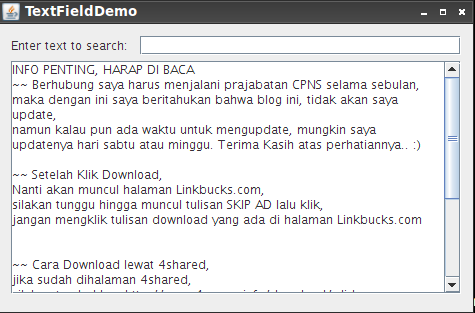 TextFieldDemo
Enter text to search:
INFO PENTING, HARAP DI BACA
~~ Berhubung saya harus menjalani prajabatan CPNS selama sebulan,
maka dengan ini saya beritahukan bahwa blog ini, tidak akan saya
update,
namun kalau pun ada waktu untuk mengupdate, mungkin saya
updatenya hari sabtu atau minggu. Terima Kasih atas perhatiannya.. :)
~~ Setelah Klik Download,
Nanti akan muncul halaman Linkbucks.com,
silakan tunggu hingga muncul tulisan SKIP AD lalu klik,
jangan mengklik tulisan download yang ada di halaman Linkbucks.com
~~ Cara Download lewat 4shared,
jika sudah dihalaman 4shared,